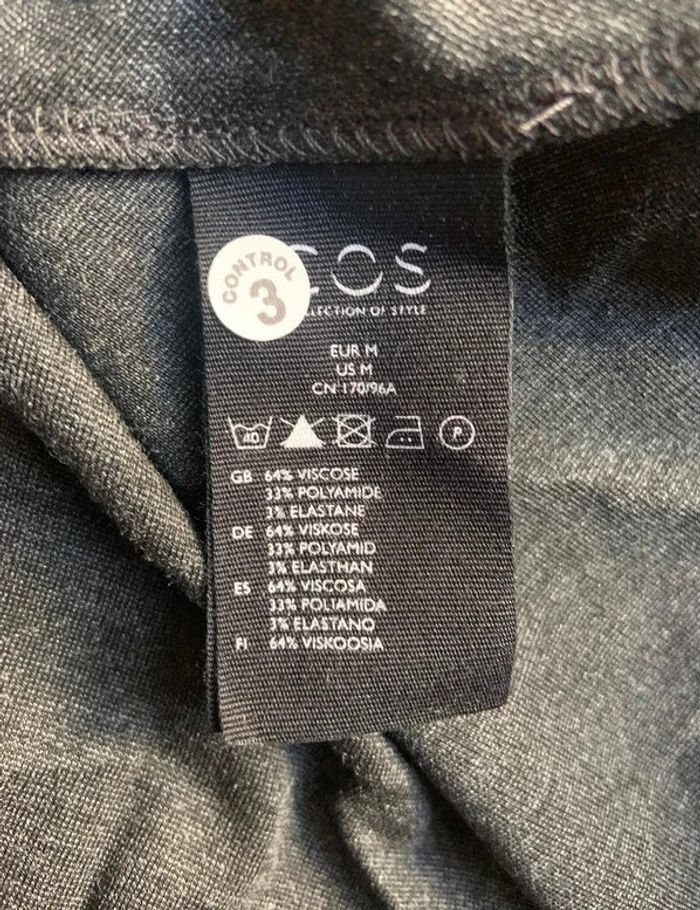 CONTROL
3
COS
LECTION OF STYLE
EUR M
US M
CN 170/96A
40
P
GB 64% VISCOSE
33% POLYAMIDE
3% ELASTANE
DE 64% VISKOSE
33% POLYAMID
3% ELASTHAN
ES 64% VISCOSA
33% POLIAMIDA
3% ELASTANO
FI 64% VISKOOSIA